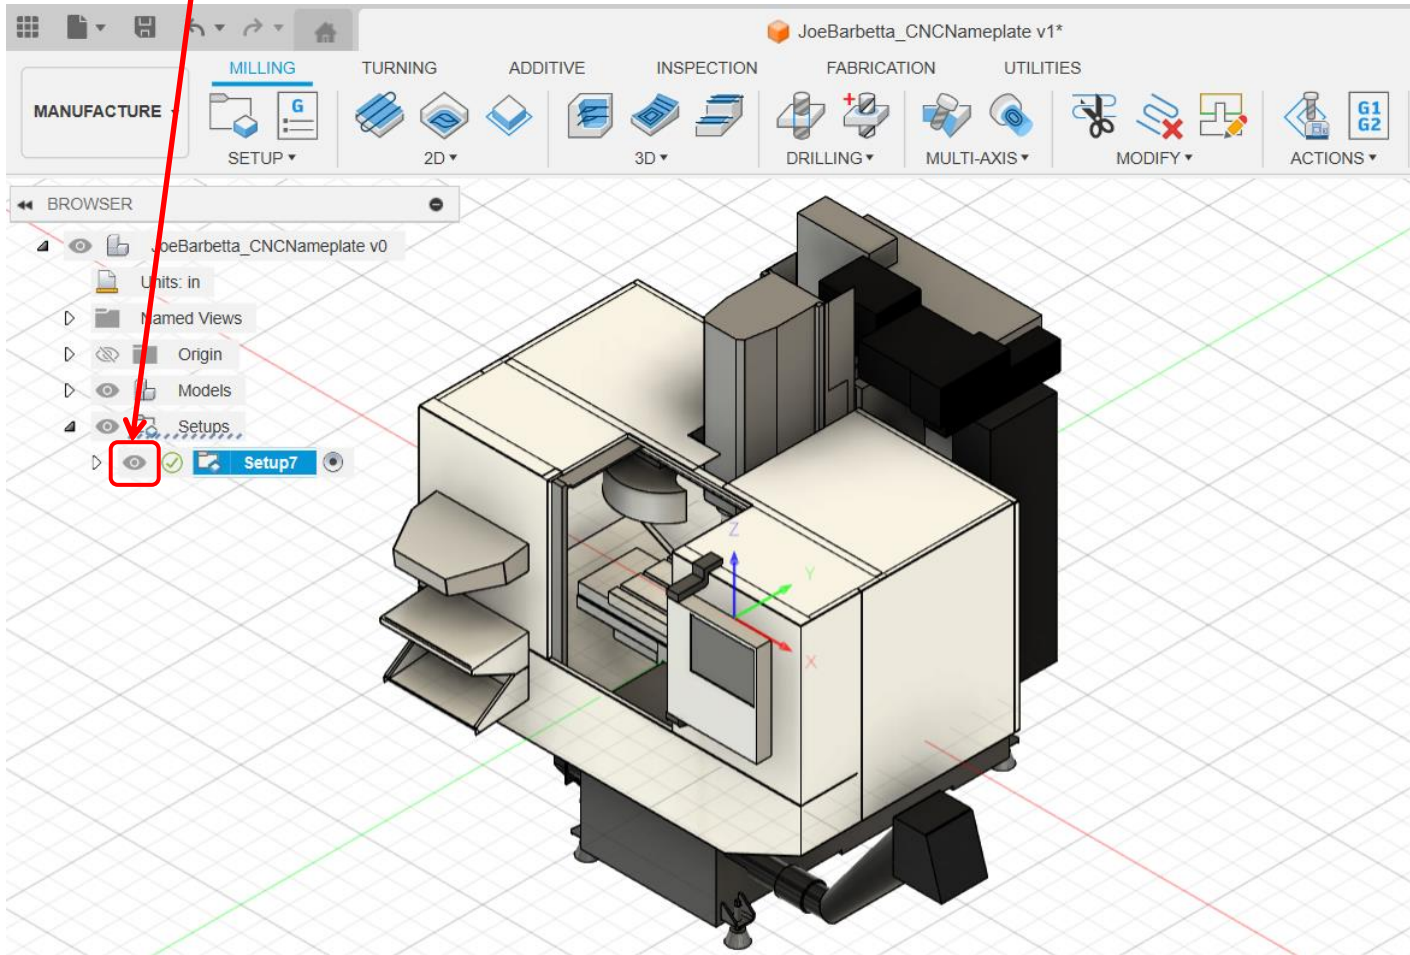 JoeBarbetta_CNCNameplate v1*
MILLING TURNING ADDITIVE INSPECTION FABRICATION UTILITIES
MANUFACTURE
G
G1
G2
SETUP 2D 3D DRILLING MULTI-AXIS MODIFY ACTIONS
BROWSER
JoeBarbetta_CNCNameplate v0
Units: in
Named Views
Origin
Models
Setups
Setup7
Z
Y
X